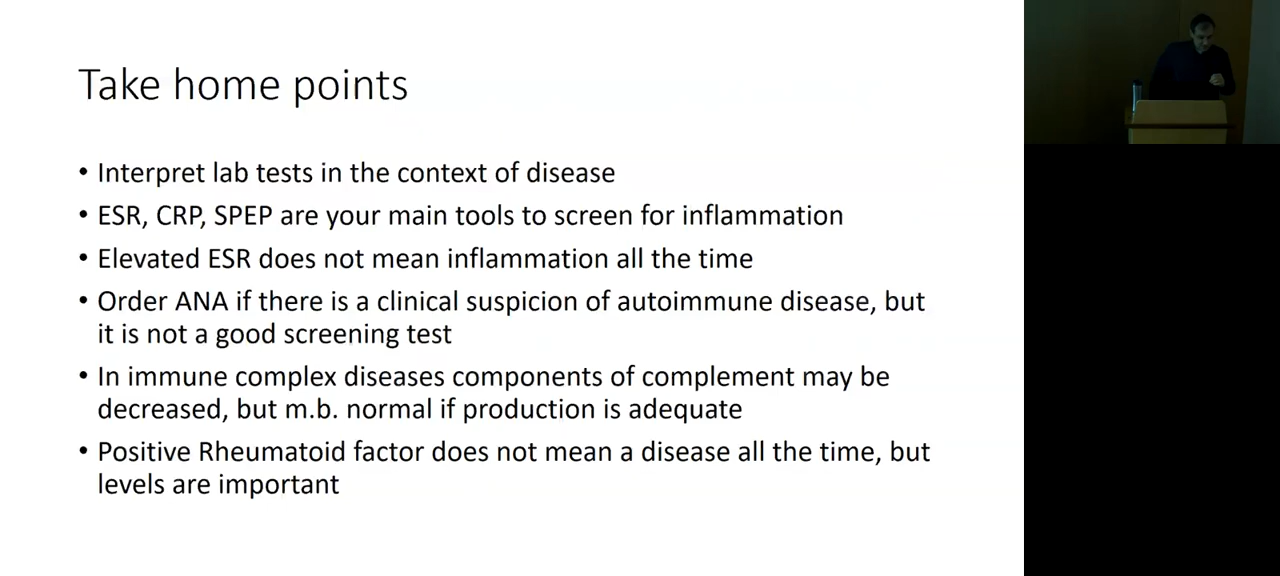 Take home points
• Interpret lab tests in the context of disease
• ESR, CRP, SPEP are your main tools to screen for inflammation
• Elevated ESR does not mean inflammation all the time
• Order ANA if there is a clinical suspicion of autoimmune disease, but
it is not a good screening test
• In immune complex diseases components of complement may be
decreased, but m.b. normal if production is adequate
• Positive Rheumatoid factor does not mean a disease all the time, but
levels are important